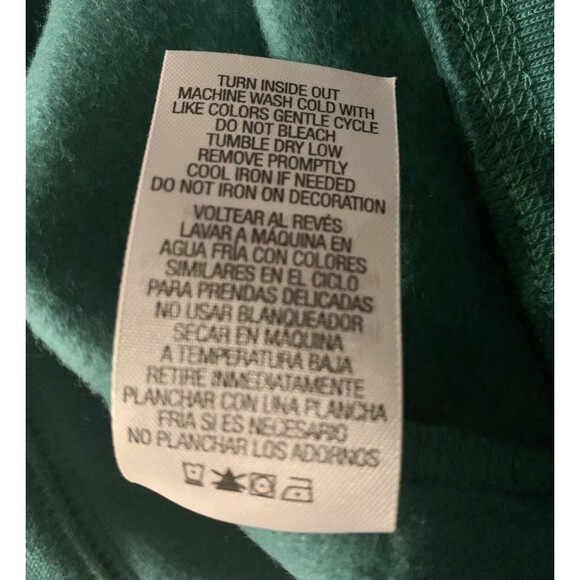 TURN INSIDE OUT
MACHINE WASH COLD WITH
LIKE COLORS GENTLE CYCLE
DO NOT BLEACH
TUMBLE DRY LOW
REMOVE PROMPTLY
COOL IRON IF NEEDED
DO NOT IRON ON DECORATION
VOLTEAR AL REVÉS
LAVAR A MÁQUINA EN
AGUA FRÍA CON COLORES
SIMILARES EN EL CICLO
PARA PRENDAS DELICADAS
NO USAR BLANQUEADOR
SECAR EN MÁQUINA
A TEMPERATURA BAJA
RETIRE INMEDIATAMENTE
PLANCHAR CON UNA PLANCHA
FRÍA SI ES NECESARIO
NO PLANCHAR LOS ADORNOS